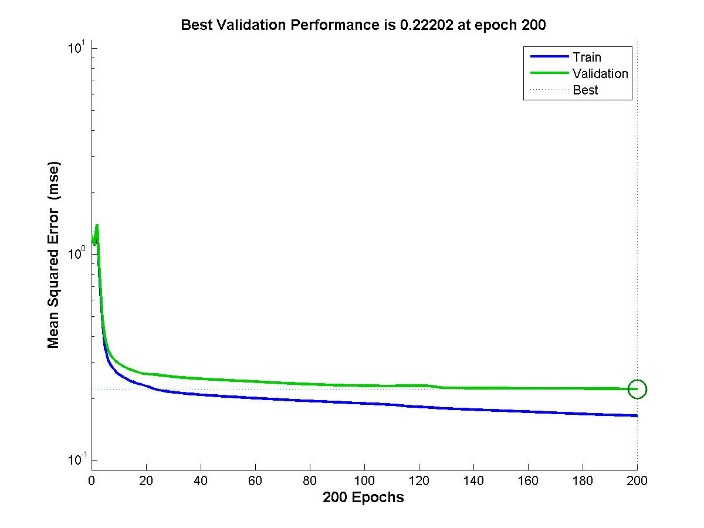 Best Validation Performance is 0.22202 at epoch 200
10^1
Train
Validation
Best
Mean Squared Error (mse)
10^0
10^-1
0 20 40 60 80 100 120 140 160 180 200
200 Epochs